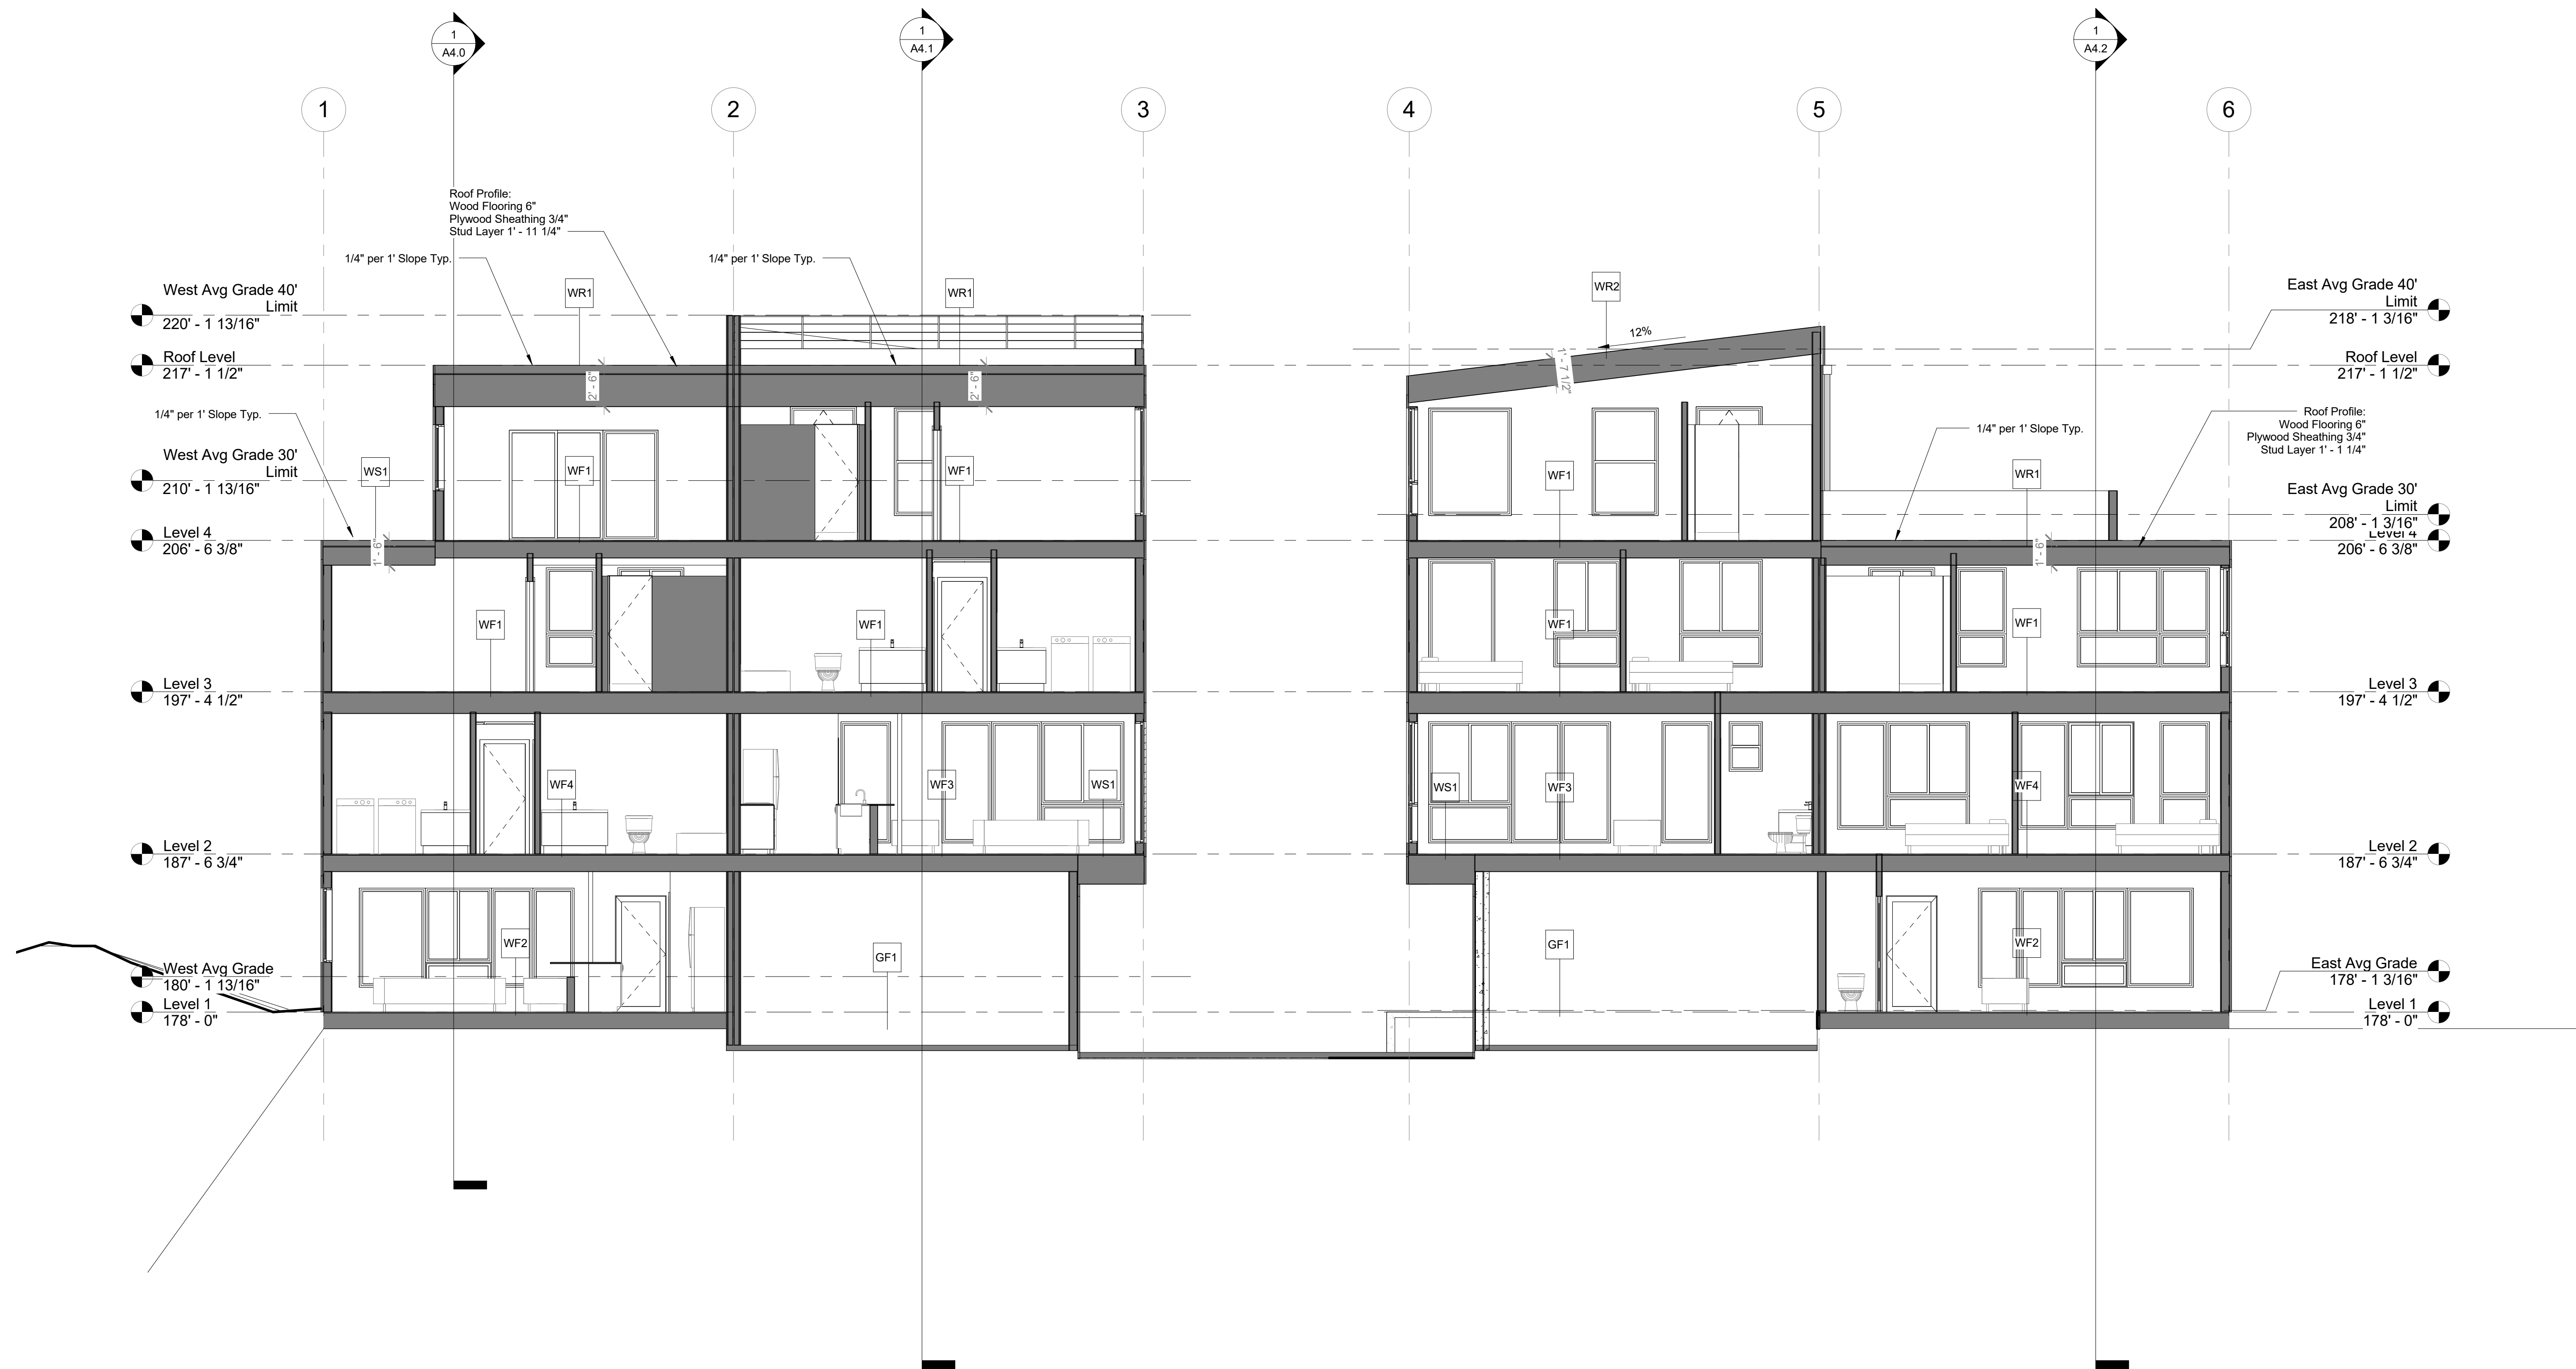 1
A4.0
1
A4.1
1
A4.2
1
2
3
4
5
6
Roof Profile:
Wood Flooring 6"
Plywood Sheathing 3/4"
Stud Layer 1' - 11 1/4"
1/4" per 1' Slope Typ.
1/4" per 1' Slope Typ.
West Avg Grade 40'
Limit
220' - 1 13/16"
WR1
WR1
WR2
12%
1' - 7 1/2"
East Avg Grade 40'
Limit
218' - 1 3/16"
Roof Level
217' - 1 1/2"
2' - 6"
2' - 6"
Roof Level
217' - 1 1/2"
1/4" per 1' Slope Typ.
1/4" per 1' Slope Typ.
Roof Profile:
Wood Flooring 6"
Plywood Sheathing 3/4"
Stud Layer 1' - 1 1/4"
West Avg Grade 30'
Limit
210' - 1 13/16"
WS1
WF1
WF1
WF1
WR1
East Avg Grade 30'
Limit
208' - 1 3/16"
Level 4
206' - 6 3/8"
1' - 6"
1' - 6"
Level 4
206' - 6 3/8"
WF1
WF1
WF1
WF1
Level 3
197' - 4 1/2"
Level 3
197' - 4 1/2"
WF4
WF3
WS1
WS1
WF3
WF4
Level 2
187' - 6 3/4"
Level 2
187' - 6 3/4"
WF2
GF1
GF1
WF2
West Avg Grade
180' - 1 13/16"
East Avg Grade
178' - 1 3/16"
Level 1
178' - 0"
Level 1
178' - 0"